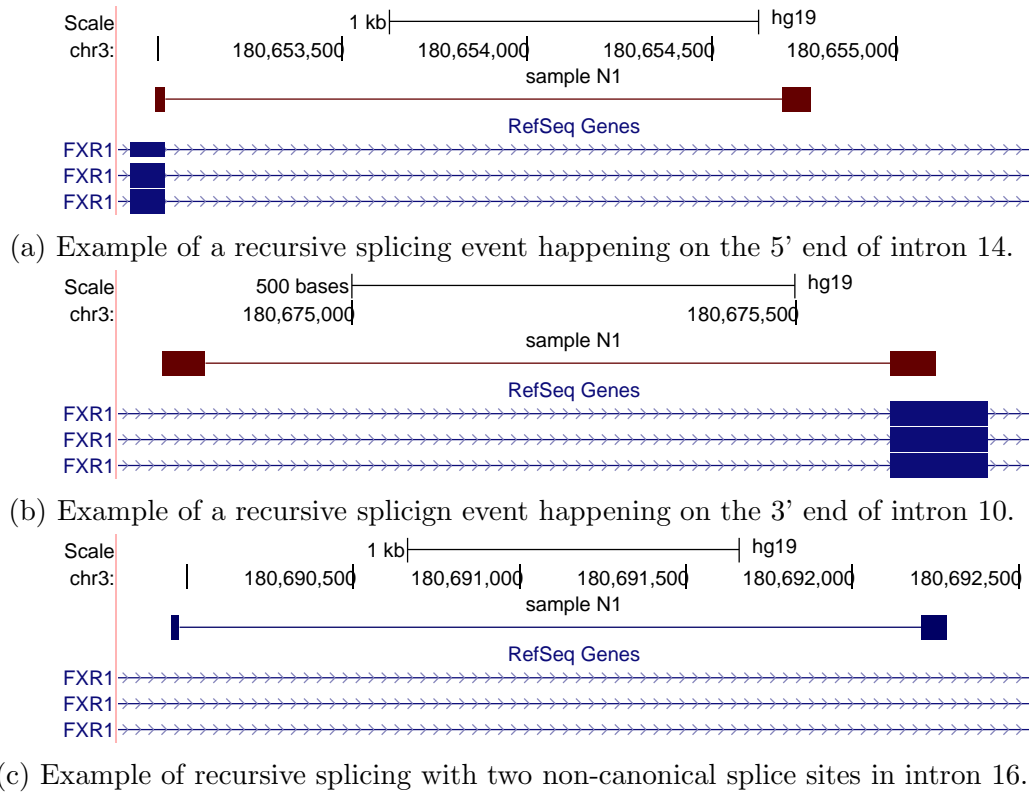 Scale 1 kb hg19
chr3: 180,653,500 180,654,000 180,654,500 180,655,000
sample N1
RefSeq Genes
FXR1
FXR1
FXR1
(a) Example of a recursive splicing event happening on the 5' end of intron 14.
Scale 500 bases hg19
chr3: 180,675,000 180,675,500
sample N1
RefSeq Genes
FXR1
FXR1
FXR1
(b) Example of a recursive splicign event happening on the 3' end of intron 10.
Scale 1 kb hg19
chr3: 180,690,500 180,691,000 180,691,500 180,692,000 180,692,500
sample N1
RefSeq Genes
FXR1
FXR1
FXR1
(c) Example of recursive splicing with two non-canonical splice sites in intron 16.